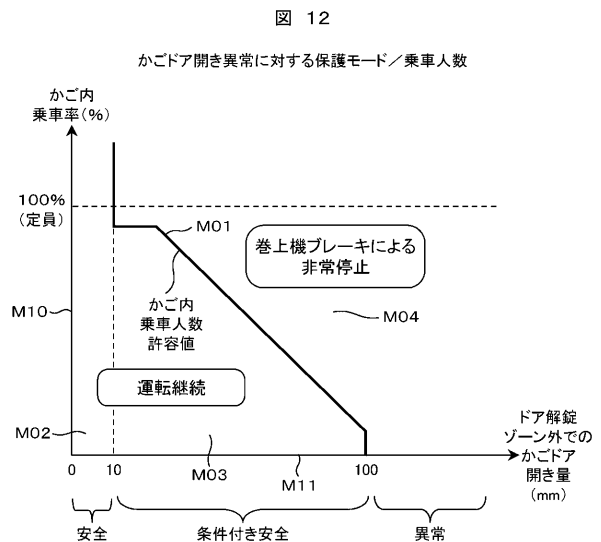 図 12
かごドア開き異常に対する保護モード／乗車人数
かご内
乗車率(%)
100%
(定員)
M01
巻上機ブレーキによる
非常停止
かご内
乗車人数
許容値
M10
M04
運転継続
M02
M03
M11
0
10
100
ドア解錠
ゾーン外での
かごドア
開き量
(mm)
安全
条件付き安全
異常